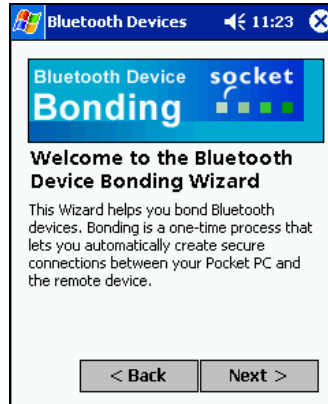 Bluetooth Devices 11:23
Bluetooth Device socket
Bonding
Welcome to the Bluetooth
Device Bonding Wizard
This Wizard helps you bond Bluetooth
devices. Bonding is a one-time process that
lets you automatically create secure
connections between your Pocket PC and
the remote device.
< Back Next >